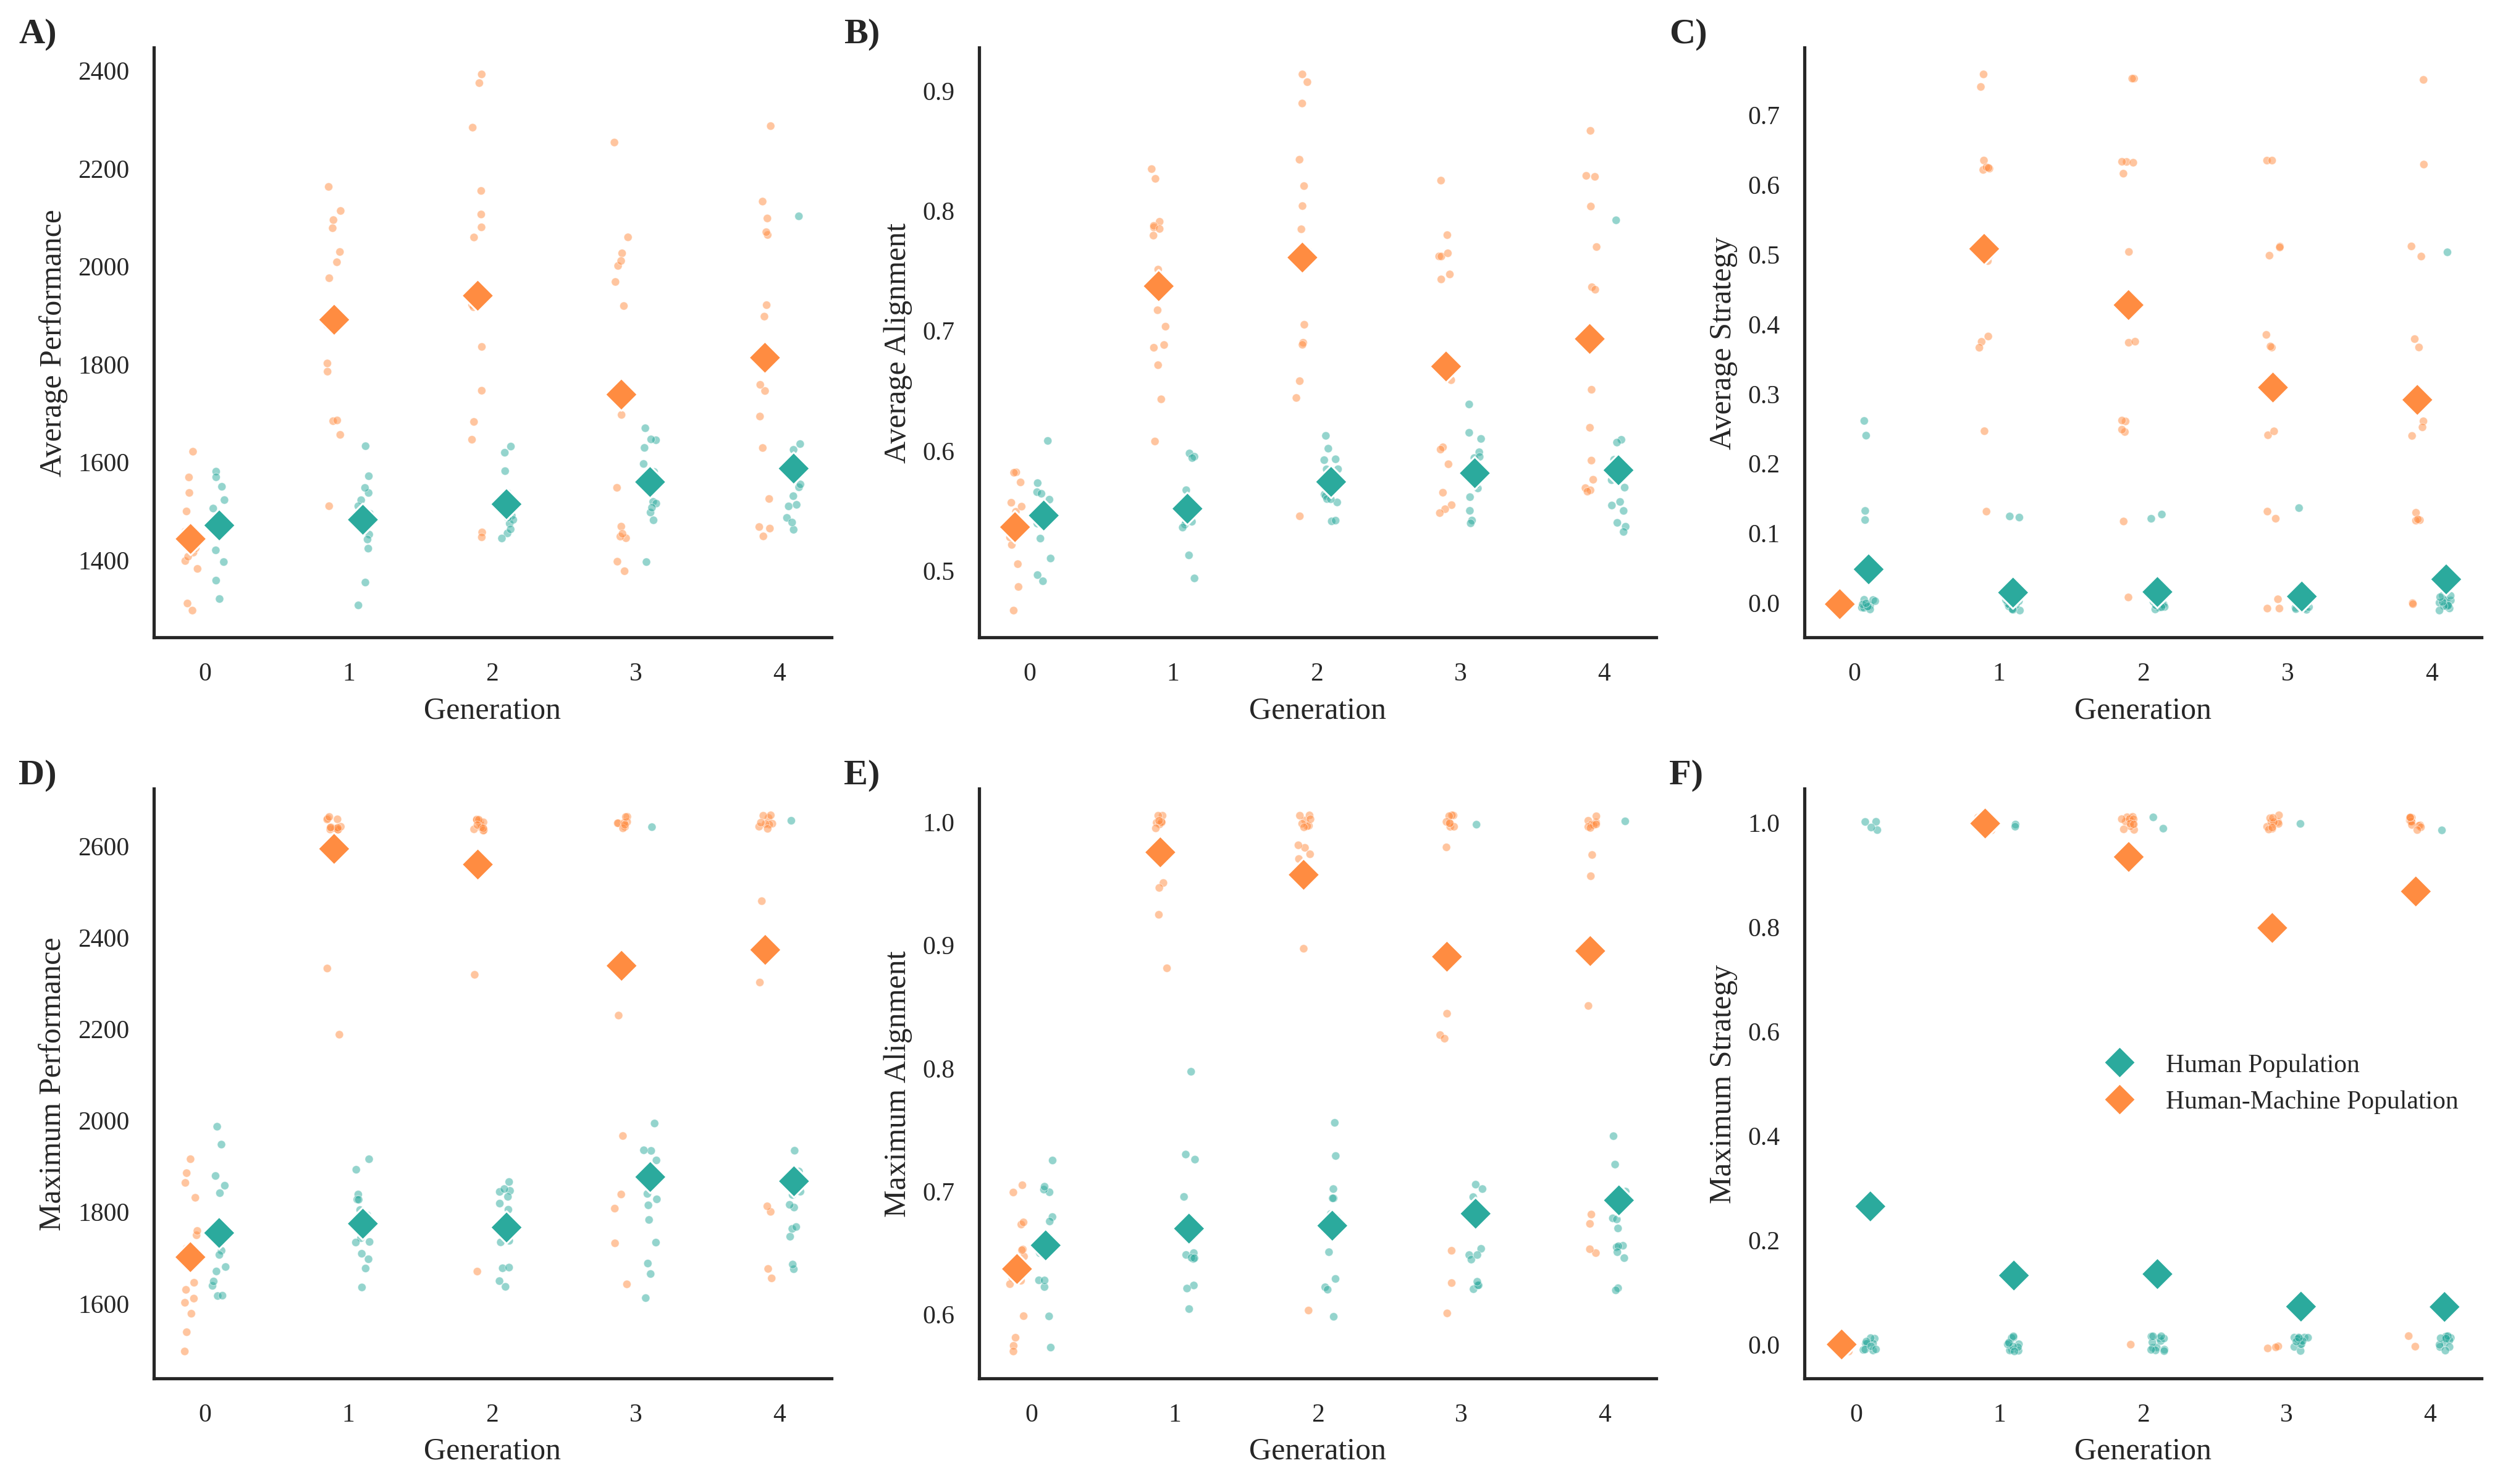 A)
2400
2200
2000
1800
1600
1400
Average Performance
0 1 2 3 4
Generation
B)
0.9
0.8
0.7
0.6
0.5
Average Alignment
0 1 2 3 4
Generation
C)
0.7
0.6
0.5
0.4
0.3
0.2
0.1
0.0
Average Strategy
0 1 2 3 4
Generation
D)
2600
2400
2200
2000
1800
1600
Maximum Performance
0 1 2 3 4
Generation
E)
1.0
0.9
0.8
0.7
0.6
Maximum Alignment
0 1 2 3 4
Generation
F)
1.0
0.8
0.6
0.4
0.2
0.0
Maximum Strategy
Human Population
Human-Machine Population
0 1 2 3 4
Generation